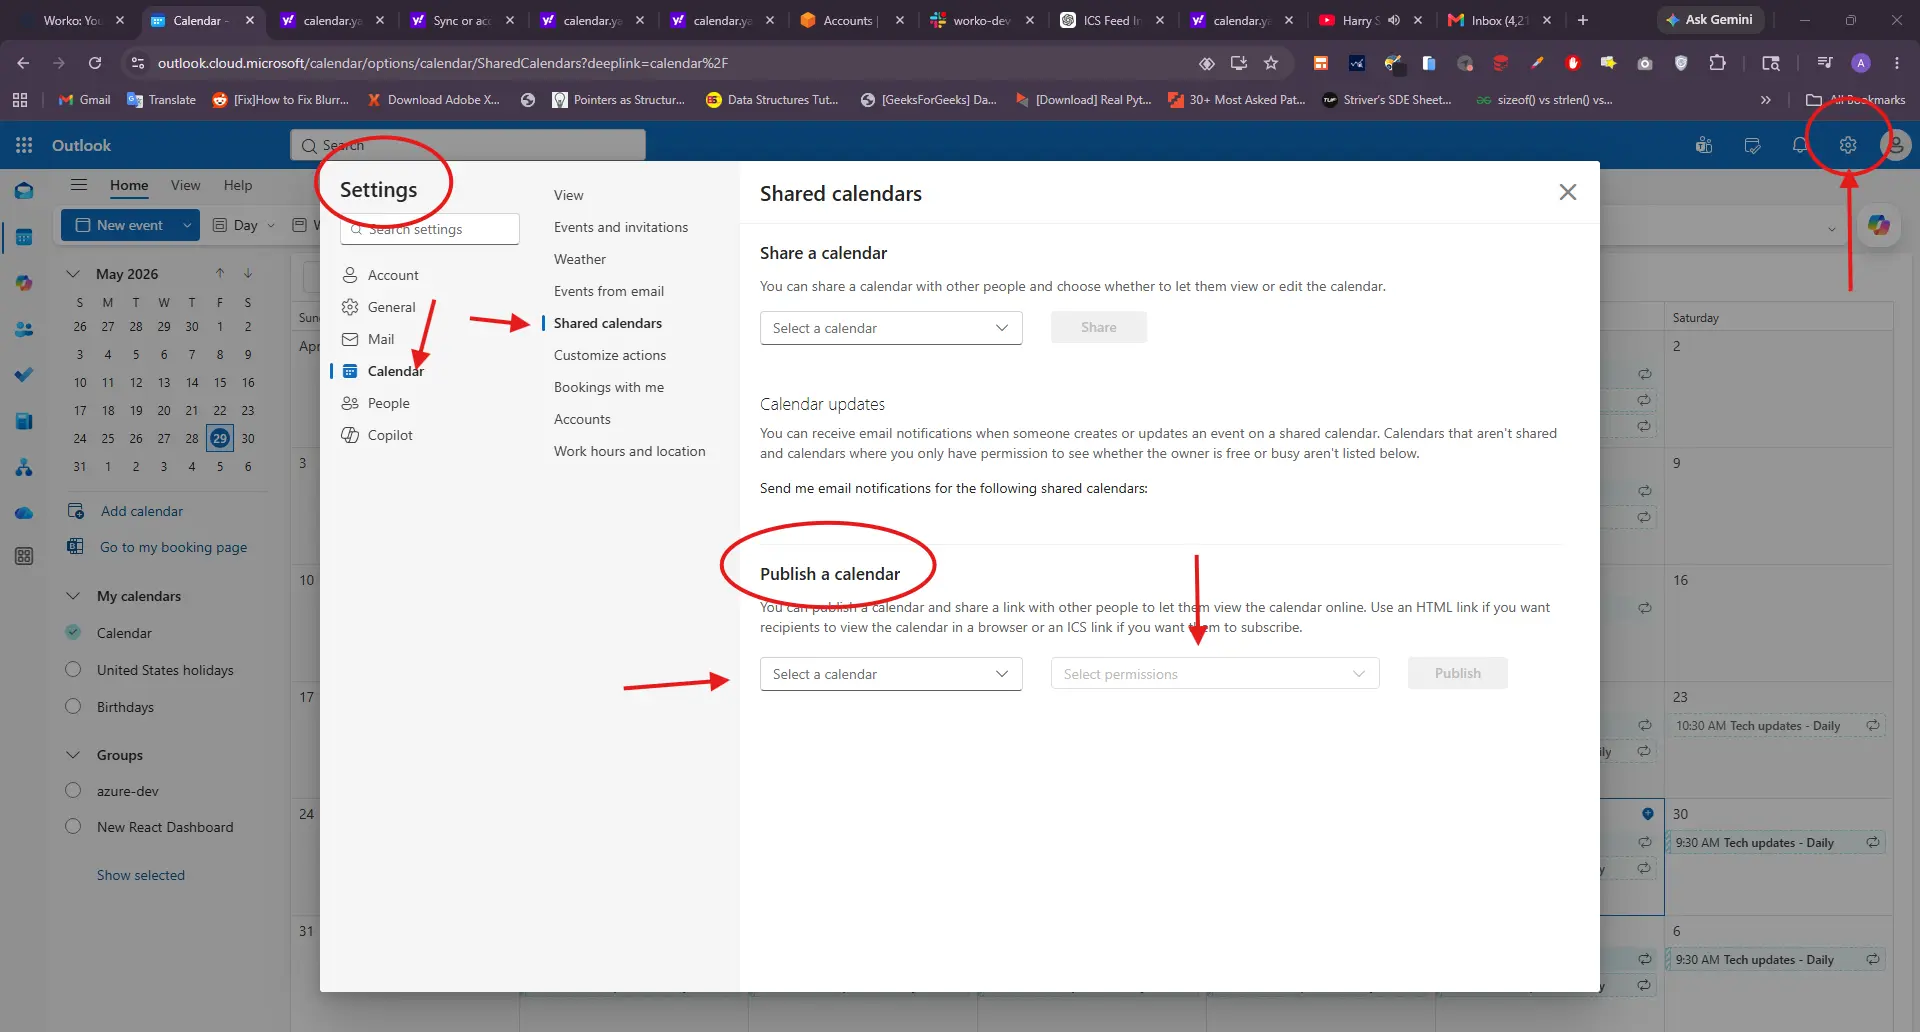 Worko: You
Calendar -
calendar.ya
Sync or acc
calendar.ya
calendar.ya
Accounts |
worko-dev
ICS Feed In
calendar.ya
Harry S
Inbox (4,21
Ask Gemini
outlook.cloud.microsoft/calendar/options/calendar/SharedCalendars?deeplink=calendar%2F
A
Gmail
Translate
[Fix]How to Fix Blurr...
Download Adobe X...
Pointers as Structur...
Data Structures Tut...
[GeeksForGeeks] Da...
[Download] Real Pyt...
30+ Most Asked Pat...
Striver's SDE Sheet...
sizeof() vs strlen() vs...
All Bookmarks
Outlook
Search
Home
View
Help
New event
Day
May 2026
S M T W T F S
26 27 28 29 30 1 2
3 4 5 6 7 8 9
10 11 12 13 14 15 16
17 18 19 20 21 22 23
24 25 26 27 28 29 30
31 1 2 3 4 5 6
Add calendar
Go to my booking page
My calendars
Calendar
United States holidays
Birthdays
Groups
azure-dev
New React Dashboard
Show selected
Settings
Search settings
Account
General
Mail
Calendar
People
Copilot
View
Events and invitations
Weather
Events from email
Shared calendars
Customize actions
Bookings with me
Accounts
Work hours and location
Shared calendars
Share a calendar
You can share a calendar with other people and choose whether to let them view or edit the calendar.
Select a calendar
Share
Calendar updates
You can receive email notifications when someone creates or updates an event on a shared calendar. Calendars that aren't shared
and calendars where you only have permission to see whether the owner is free or busy aren't listed below.
Send me email notifications for the following shared calendars:
Publish a calendar
You can publish a calendar and share a link with other people to let them view the calendar online. Use an HTML link if you want
recipients to view the calendar in a browser or an ICS link if you want them to subscribe.
Select a calendar
Select permissions
Publish
Sun
Apr
3
10
17
24
31
Saturday
2
9
16
23
10:30 AM Tech updates - Daily
30
9:30 AM Tech updates - Daily
6
9:30 AM Tech updates - Daily